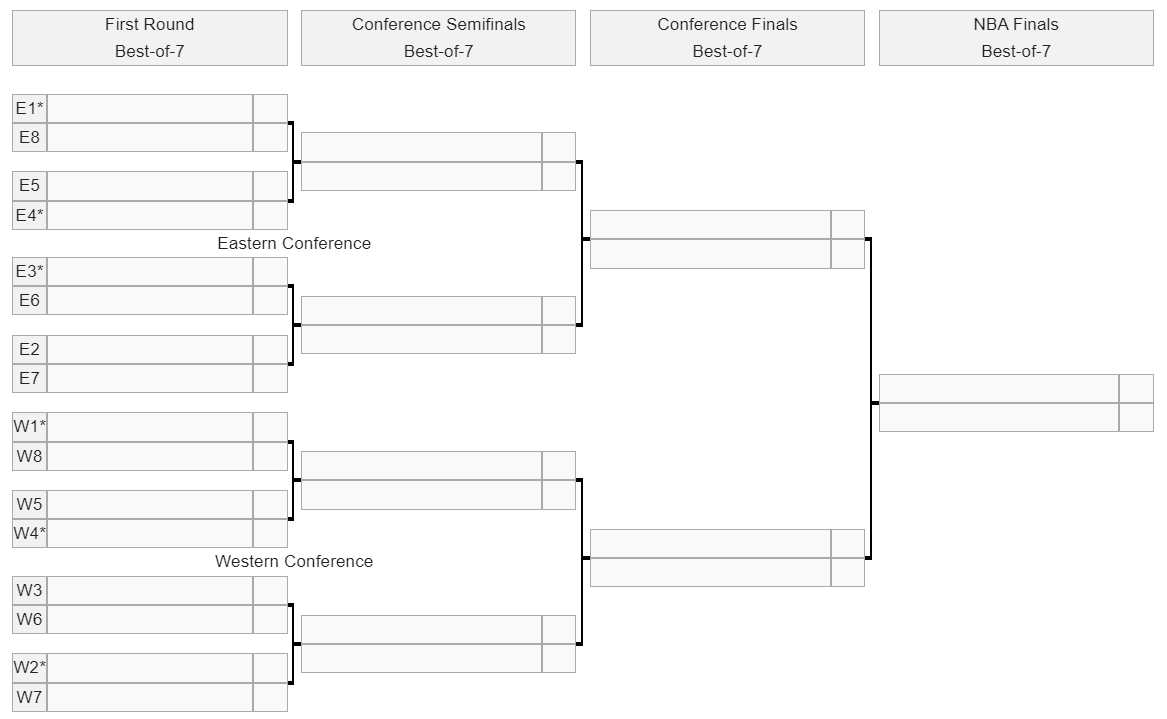 First Round
Best-of-7
Conference Semifinals
Best-of-7
Conference Finals
Best-of-7
NBA Finals
Best-of-7
E1*
E8
E5
E4*
Eastern Conference
E3*
E6
E2
E7
W1*
W8
W5
W4*
Western Conference
W3
W6
W2*
W7